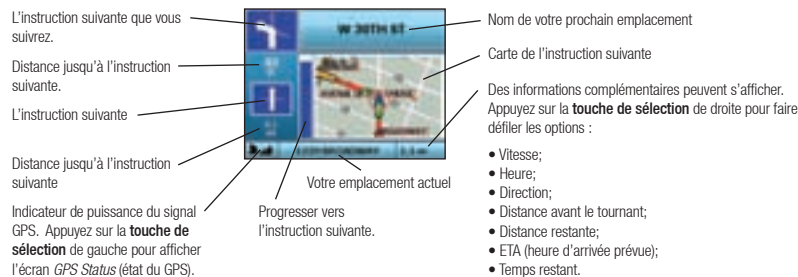 L'instruction suivante que vous
suivrez.
Distance jusqu'à l'instruction
suivante.
L'instruction suivante
Distance jusqu'à l'instruction
suivante
Indicateur de puissance du signal
GPS. Appuyez sur la touche de
sélection de gauche pour afficher
l'écran GPS Status (état du GPS).
W 30TH ST
BROADWAY
Votre emplacement actuel
Progresser vers
l'instruction suivante.
Nom de votre prochain emplacement
Carte de l'instruction suivante
Des informations complémentaires peuvent s'afficher.
Appuyez sur la touche de sélection de droite pour faire
défiler les options :
• Vitesse;
• Heure;
• Direction;
• Distance avant le tournant;
• Distance restante;
• ETA (heure d'arrivée prévue);
• Temps restant.